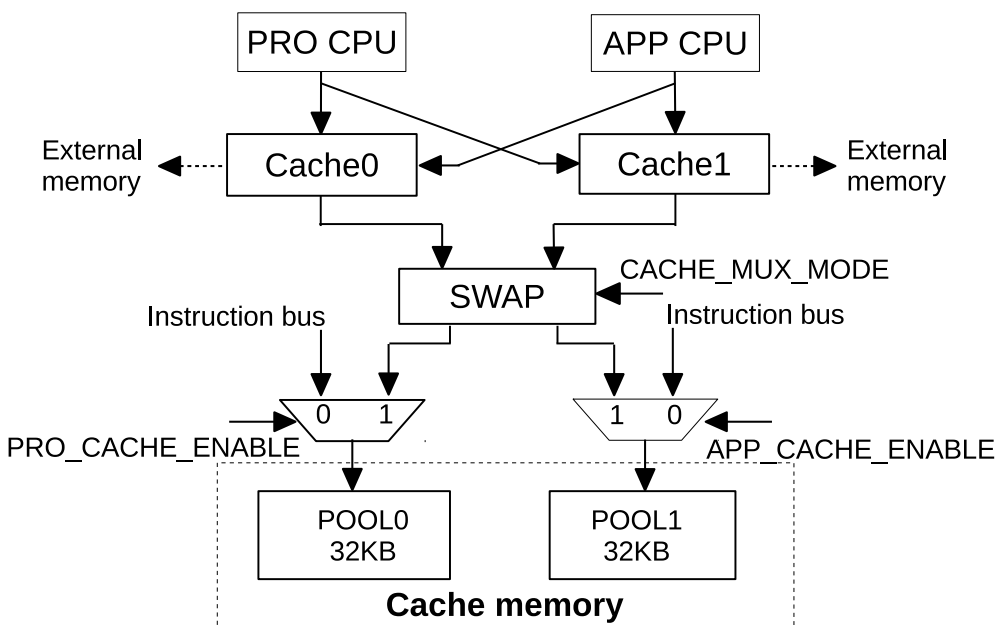 PRO CPU
APP CPU
External
memory
Cache0
Cache1
External
memory
SWAP
CACHE_MUX_MODE
Instruction bus
Instruction bus
0 1
1 0
PRO_CACHE_ENABLE
APP_CACHE_ENABLE
POOL0
32KB
POOL1
32KB
Cache memory